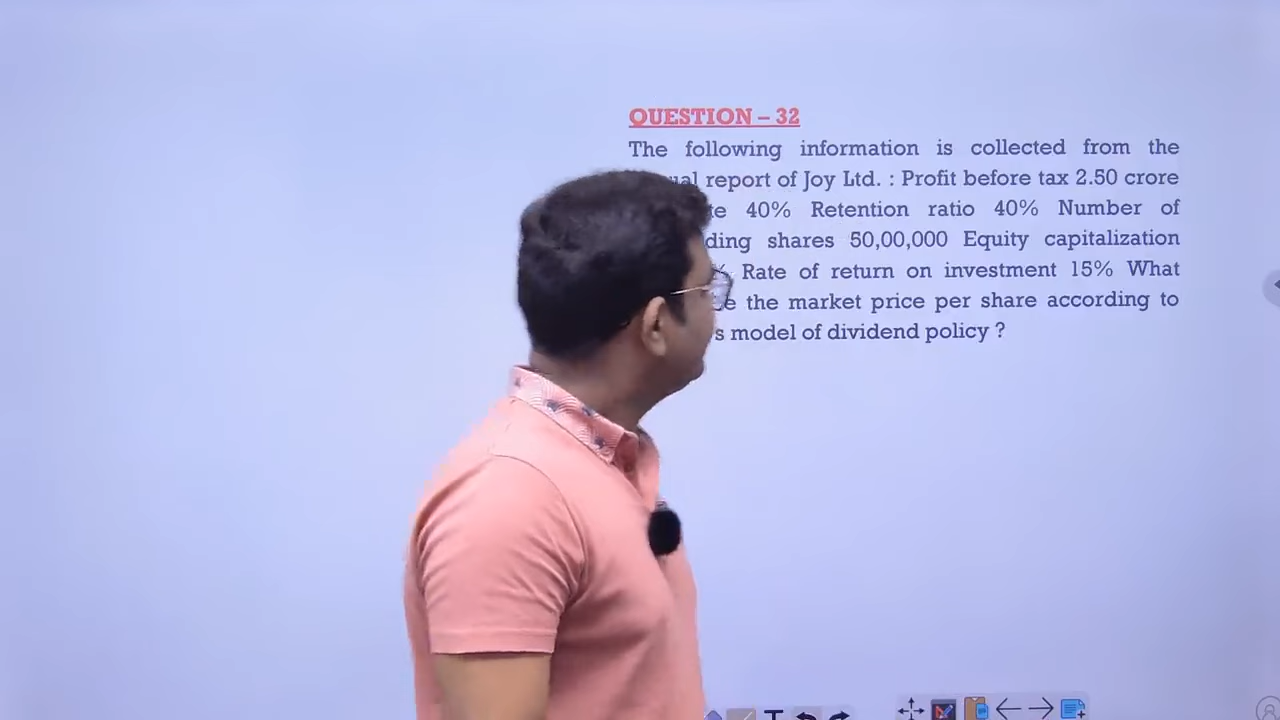 QUESTION – 32
The following information is collected from the
report of Joy Ltd. : Profit before tax 2.50 crore
40% Retention ratio 40% Number of
shares 50,00,000 Equity capitalization
Rate of return on investment 15% What
the market price per share according to
model of dividend policy ?